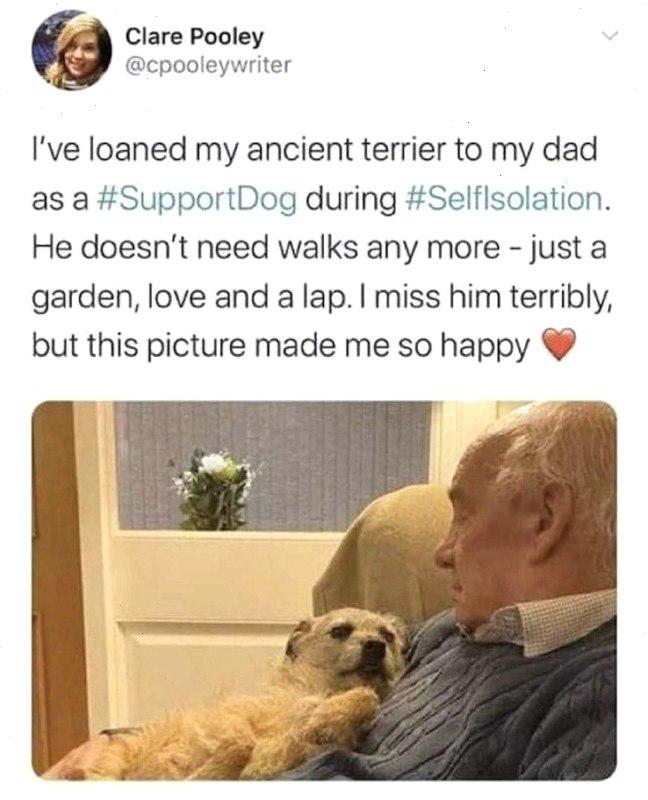 Clare Pooley
@cpooleywriter
I've loaned my ancient terrier to my dad
as a #SupportDog during #SelfIsolation.
He doesn't need walks any more - just a
garden, love and a lap. I miss him terribly,
but this picture made me so happy ❤️